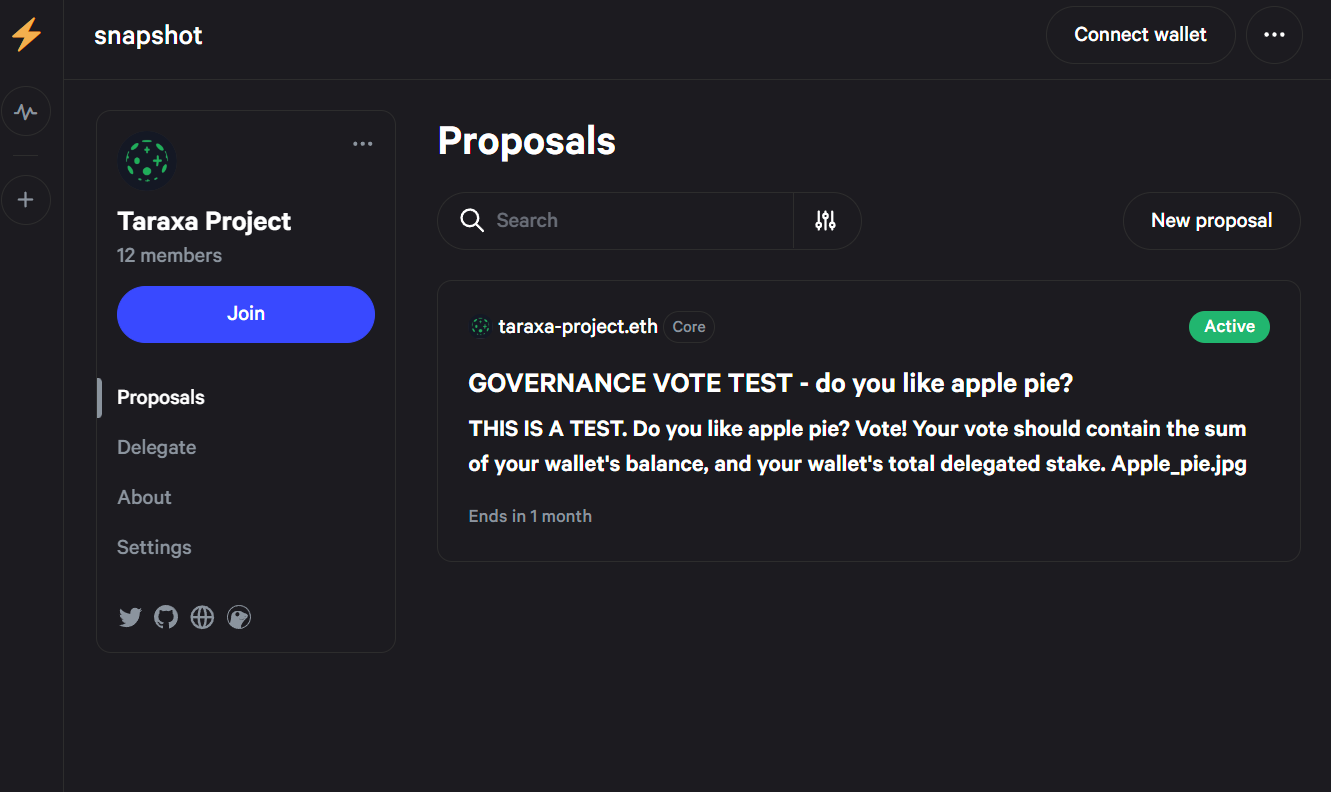 snapshot
Connect wallet
Taraxa Project
12 members
Join
Proposals
Delegate
About
Settings
Proposals
Search
New proposal
taraxa-project.eth Core
Active
GOVERNANCE VOTE TEST - do you like apple pie?
THIS IS A TEST. Do you like apple pie? Vote! Your vote should contain the sum
of your wallet's balance, and your wallet's total delegated stake. Apple_pie.jpg
Ends in 1 month